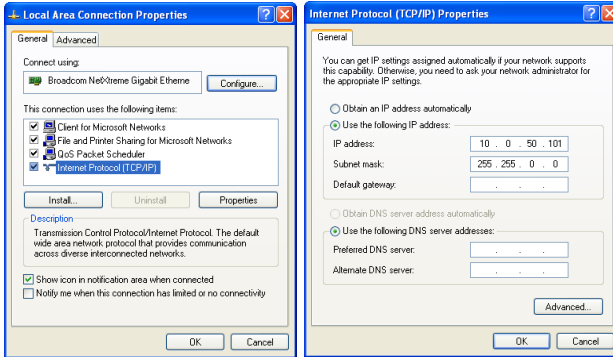 Local Area Connection Properties
General
Advanced
Connect using:
Broadcom NetXtreme Gigabit Etherne
Configure...
This connection uses the following items:
Client for Microsoft Networks
File and Printer Sharing for Microsoft Networks
QoS Packet Scheduler
Internet Protocol (TCP/IP)
Install...
Uninstall
Properties
Description
Transmission Control Protocol/Internet Protocol. The default
wide area network protocol that provides communication
across diverse interconnected networks.
Show icon in notification area when connected
Notify me when this connection has limited or no connectivity
OK
Cancel
Internet Protocol (TCP/IP) Properties
General
You can get IP settings assigned automatically if your network supports
this capability. Otherwise, you need to ask your network administrator for
the appropriate IP settings.
Obtain an IP address automatically
Use the following IP address:
IP address:
10 . 0 . 50 . 101
Subnet mask:
255 . 255 . 0 . 0
Default gateway:
. . .
Obtain DNS server address automatically
Use the following DNS server addresses:
Preferred DNS server:
. . .
Alternate DNS server:
. . .
Advanced...
OK
Cancel